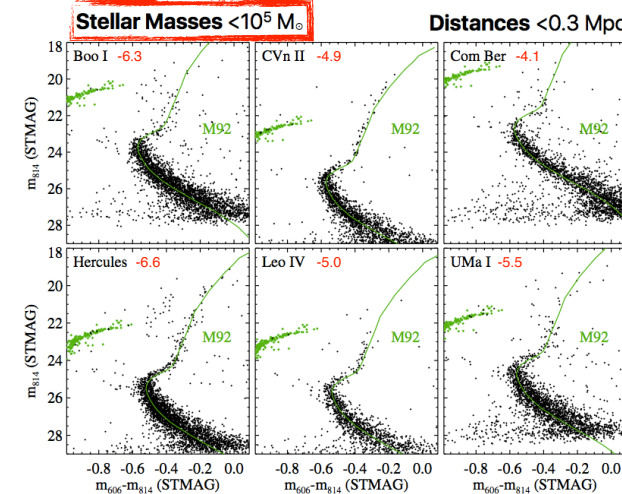 Stellar Masses <10⁵ M☉ Distances <0.3 Mpc
Boo I -6.3 CVn II -4.9 Com Ber -4.1
M92 M92 M92
18 20 22 24 26 28
m₈₁₄ (STMAG)
Hercules -6.6 Leo IV -5.0 UMa I -5.5
M92 M92 M92
18 20 22 24 26 28
m₈₁₄ (STMAG)
-0.8 -0.6 -0.4 -0.2 0.0 -0.8 -0.6 -0.4 -0.2 0.0 -0.8 -0.6 -0.4 -0.2 0.0
m₆₀₆-m₈₁₄ (STMAG) m₆₀₆-m₈₁₄ (STMAG) m₆₀₆-m₈₁₄ (STMAG)